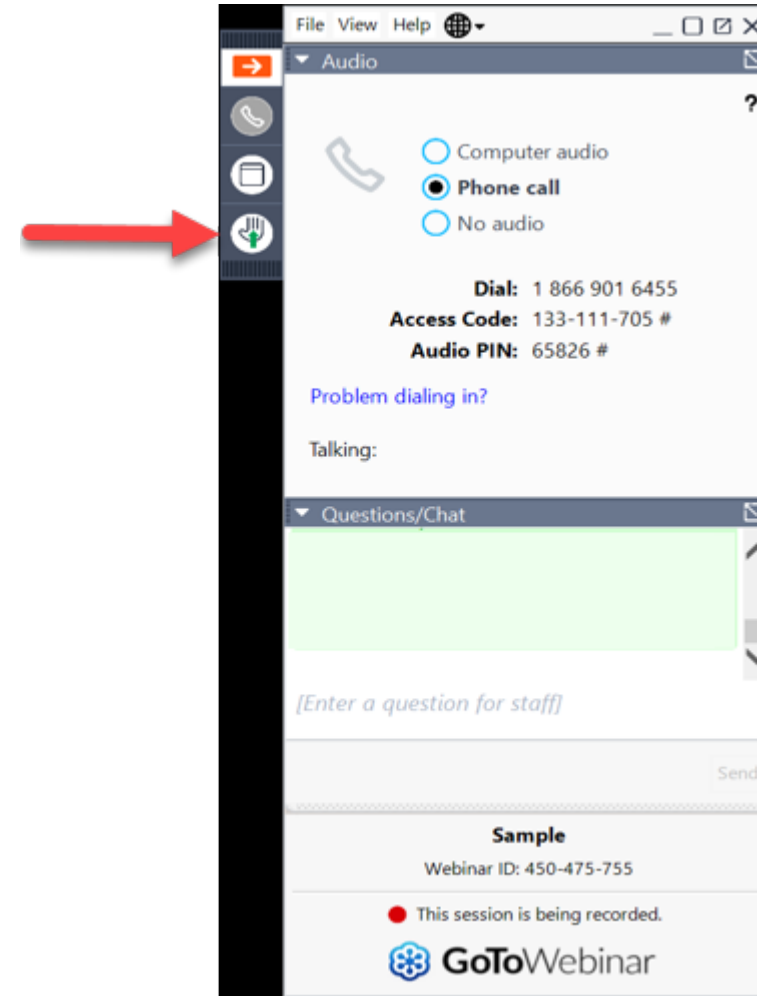 File View Help
Audio
?
Computer audio
Phone call
No audio
Dial: 1 866 901 6455
Access Code: 133-111-705 #
Audio PIN: 65826 #
Problem dialing in?
Talking:
Questions/Chat
[Enter a question for staff]
Send
Sample
Webinar ID: 450-475-755
This session is being recorded.
GoToWebinar